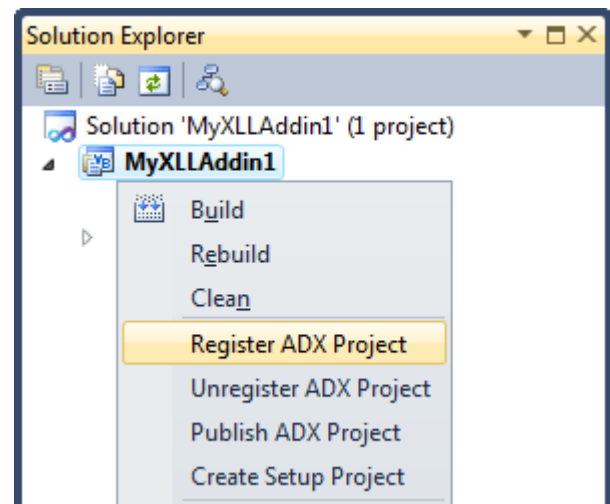 Solution Explorer
Solution 'MyXLLAddin1' (1 project)
VB MyXLLAddin1
Build
Rebuild
Clean
Register ADX Project
Unregister ADX Project
Publish ADX Project
Create Setup Project